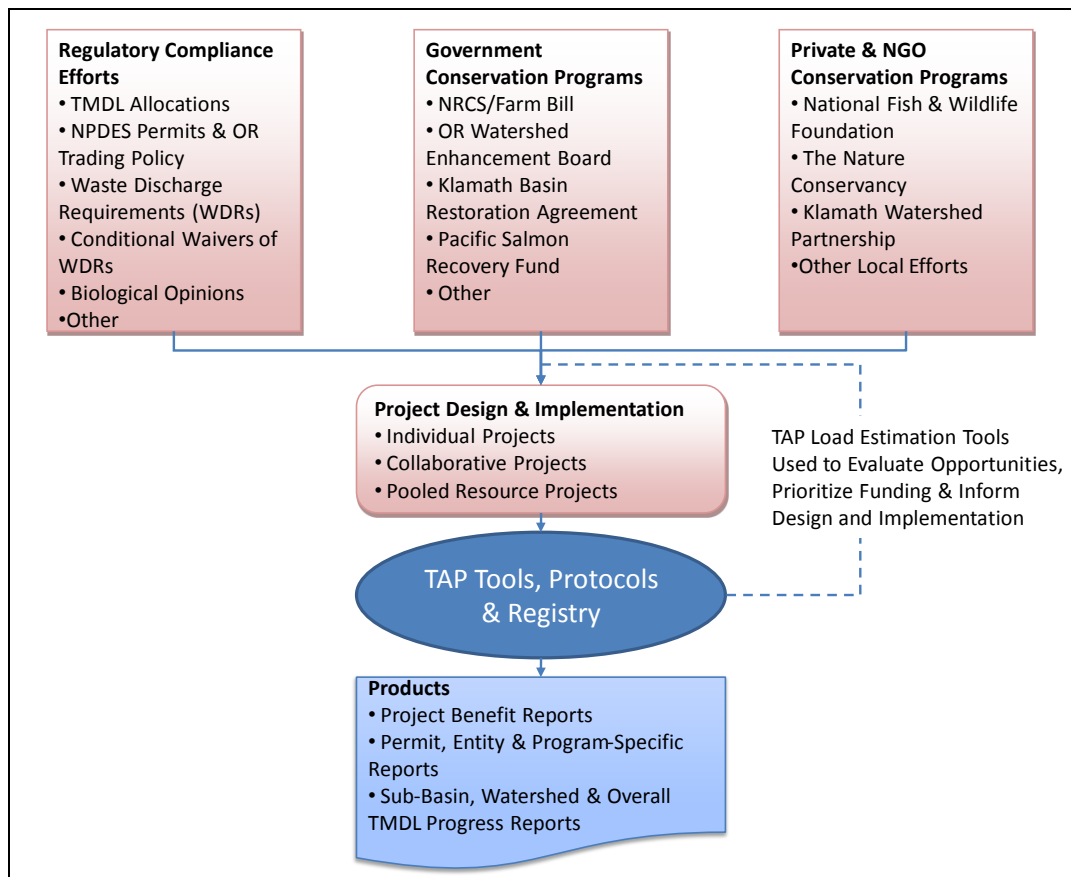 Regulatory Compliance
Efforts
• TMDL Allocations
• NPDES Permits & OR
Trading Policy
• Waste Discharge
Requirements (WDRs)
• Conditional Waivers of
WDRs
• Biological Opinions
•Other
Government
Conservation Programs
• NRCS/Farm Bill
• OR Watershed
Enhancement Board
• Klamath Basin
Restoration Agreement
• Pacific Salmon
Recovery Fund
• Other
Private & NGO
Conservation Programs
• National Fish & Wildlife
Foundation
• The Nature
Conservancy
• Klamath Watershed
Partnership
•Other Local Efforts
Project Design & Implementation
• Individual Projects
• Collaborative Projects
• Pooled Resource Projects
TAP Load Estimation Tools
Used to Evaluate Opportunities,
Prioritize Funding & Inform
Design and Implementation
TAP Tools, Protocols
& Registry
Products
• Project Benefit Reports
• Permit, Entity & Program-Specific
Reports
• Sub-Basin, Watershed & Overall
TMDL Progress Reports